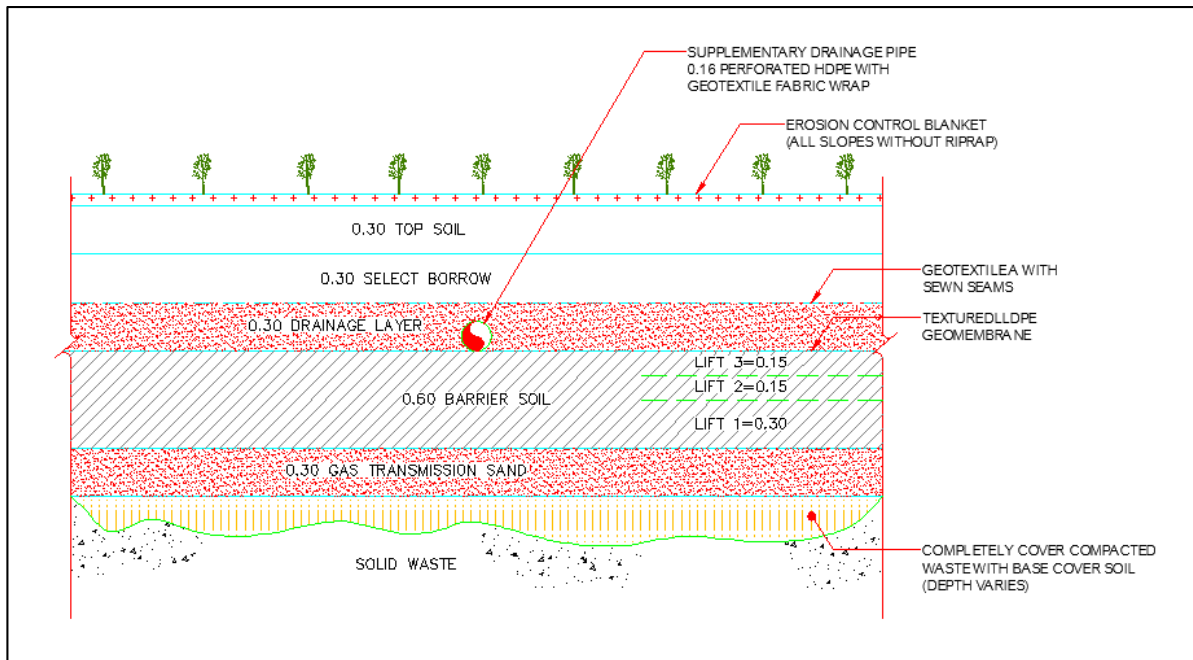 SUPPLEMENTARY DRAINAGE PIPE
0.16 PERFORATED HDPE WITH
GEOTEXTILE FABRIC WRAP
EROSION CONTROL BLANKET
(ALL SLOPES WITHOUT RIPRAP)
0.30 TOP SOIL
0.30 SELECT BORROW
GEOTEXTILEA WITH
SEWN SEAMS
0.30 DRAINAGE LAYER
TEXTUREDLLDPE
GEOMEMBRANE
LIFT 3=0.15
LIFT 2=0.15
0.60 BARRIER SOIL
LIFT 1=0.30
0.30 GAS TRANSMISSION SAND
SOLID WASTE
COMPLETELY COVER COMPACTED
WASTE WITH BASE COVER SOIL
(DEPTH VARIES)